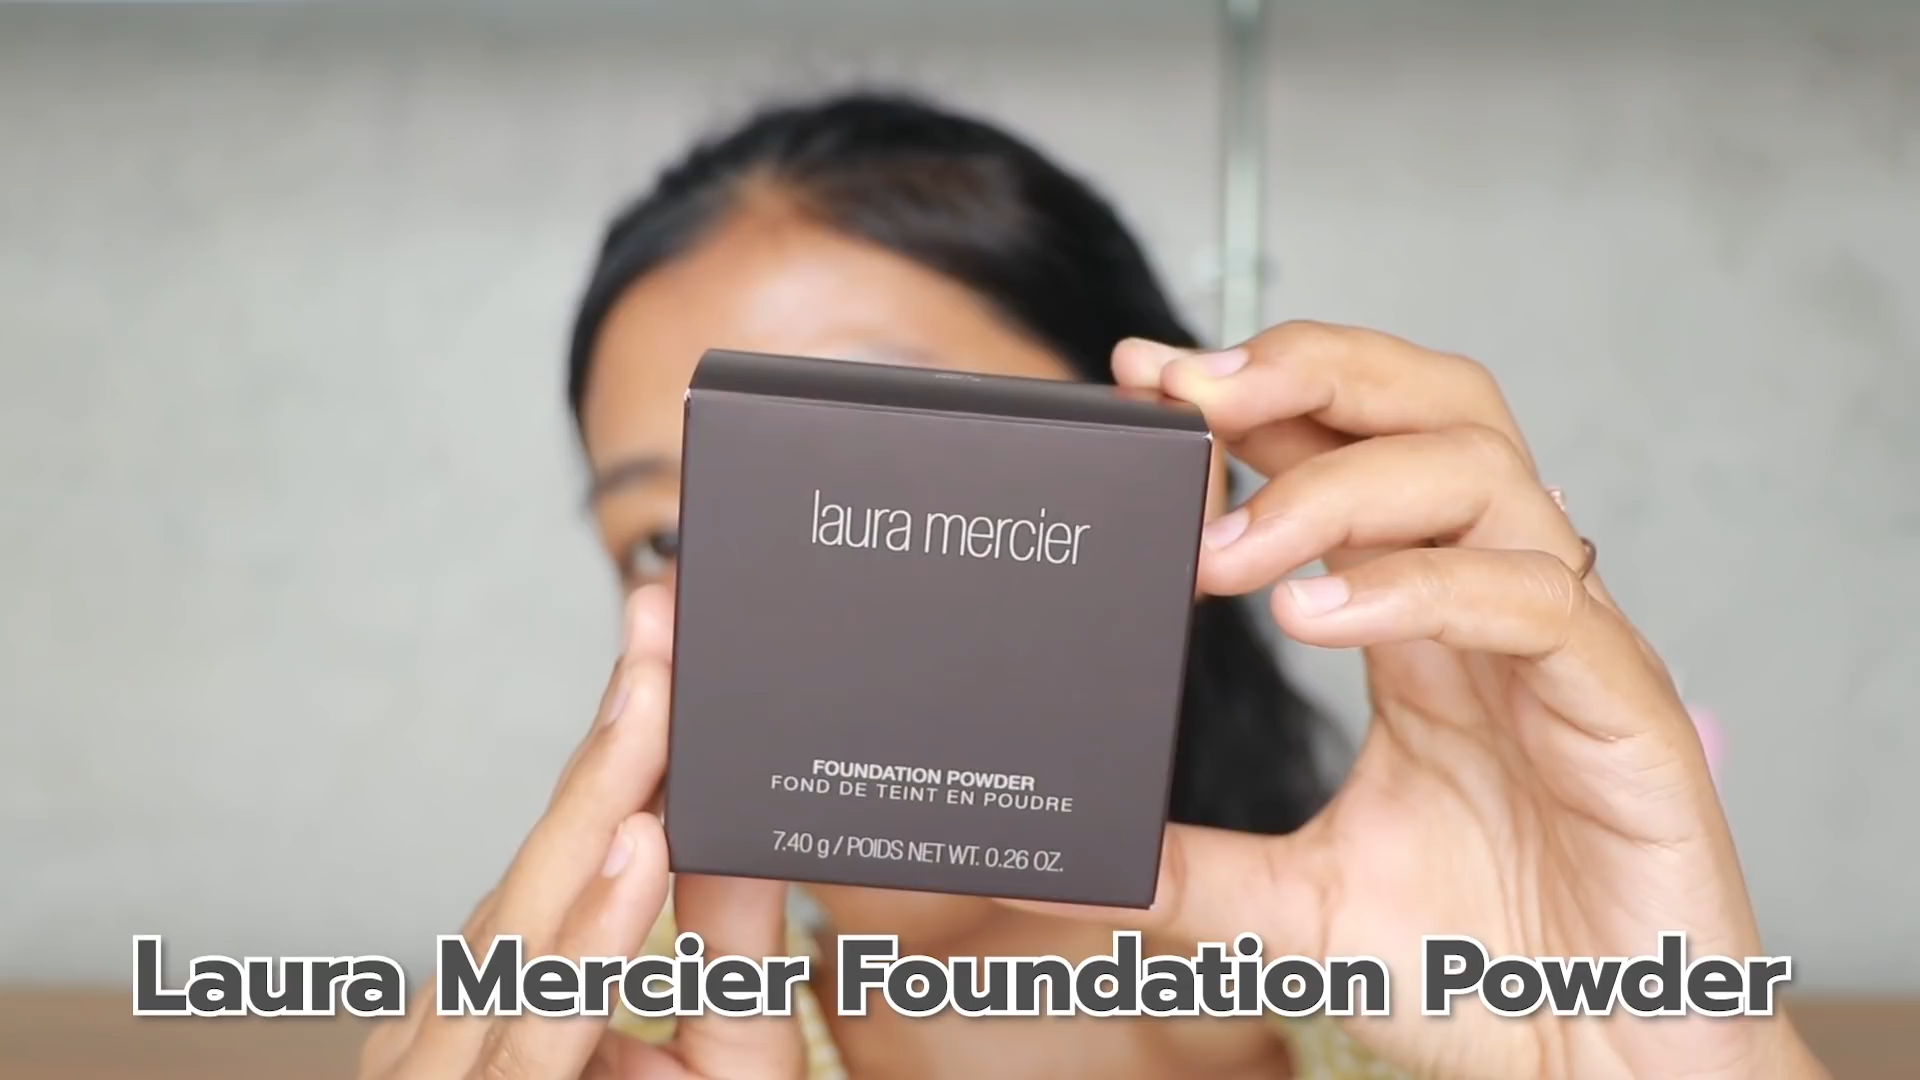 laura mercier
FOUNDATION POWDER
FOND DE TEINT EN POUDRE
7.40 g / POIDS NET WT. 0.26 OZ.
Laura Mercier Foundation Powder